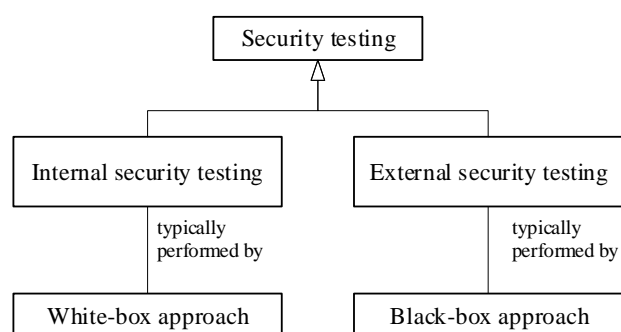 Security testing
Internal security testing
External security testing
typically
performed by
typically
performed by
White-box approach
Black-box approach